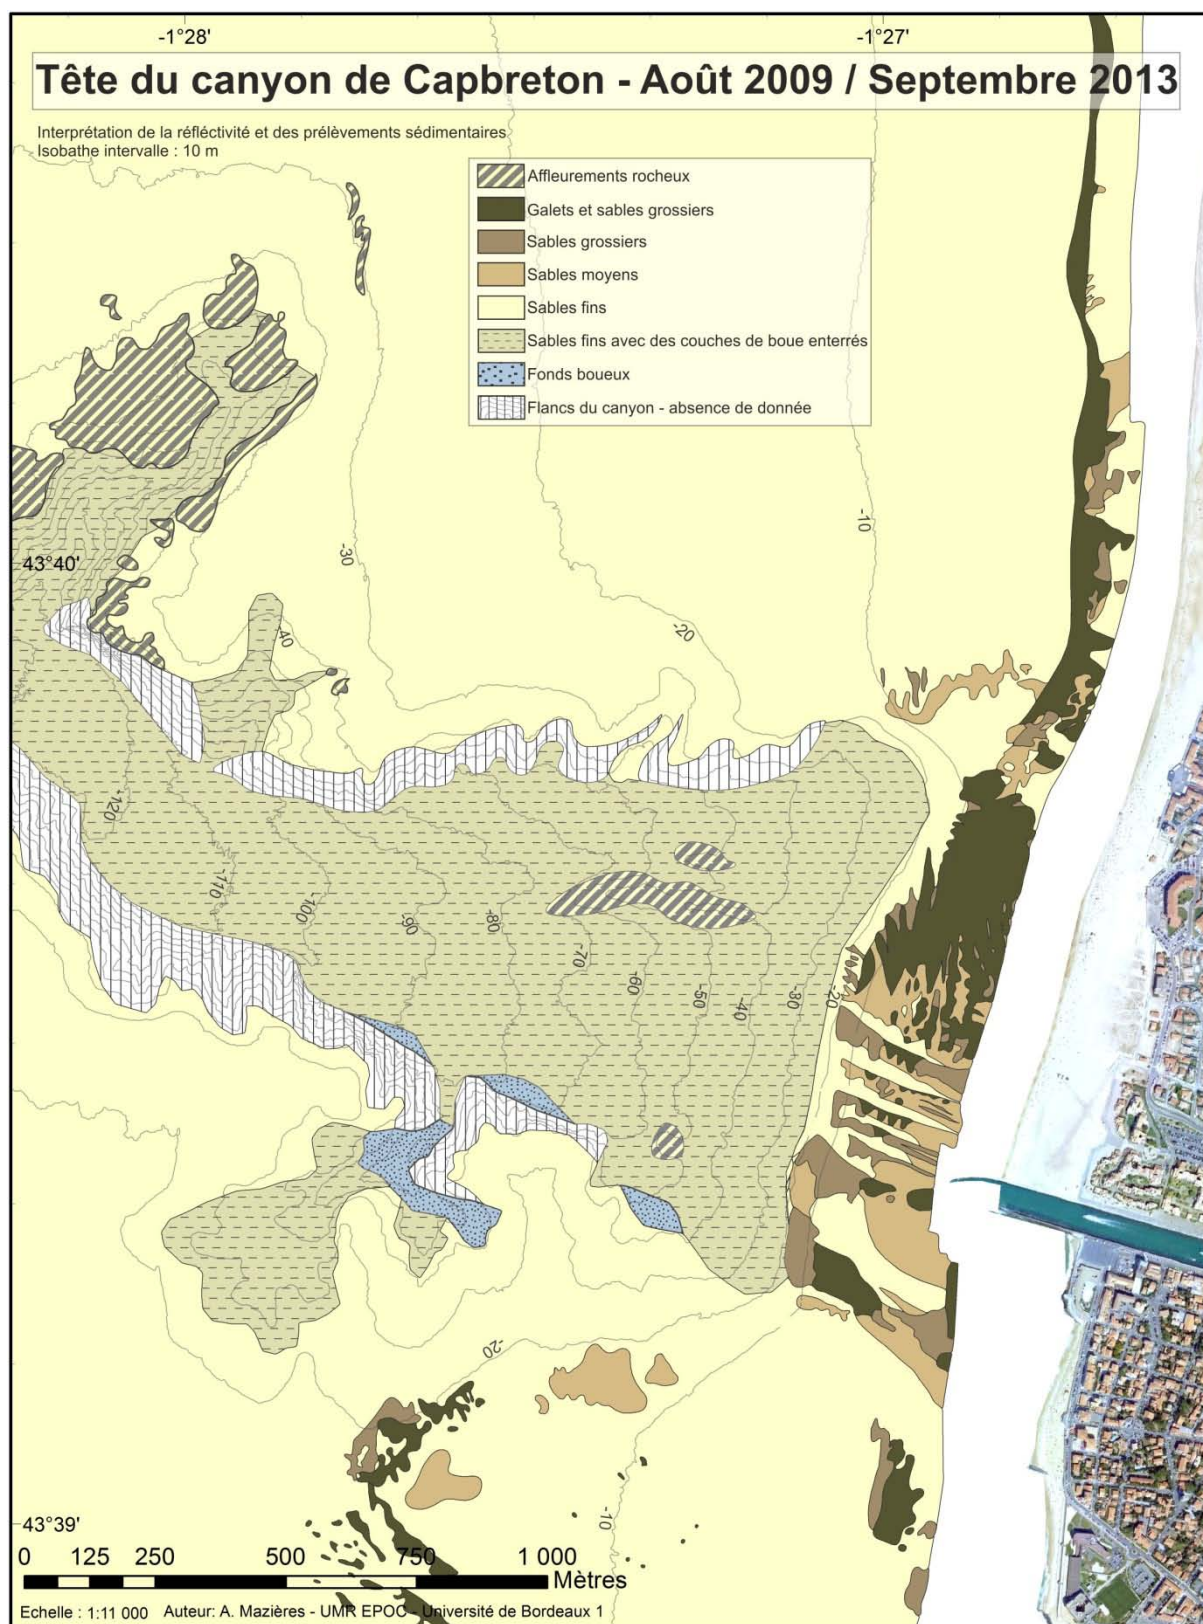 -1°28'
-1°27'
Tête du canyon de Capbreton - Août 2009 / Septembre 2013
Interprétation de la réfléctivité et des prélèvements sédimentaires
Isobathe intervalle : 10 m
Affleurements rocheux
Galets et sables grossiers
Sables grossiers
Sables moyens
Sables fins
Sables fins avec des couches de boue enterrés
Fonds boueux
Flancs du canyon - absence de donnée
-10
-30
43°40'
-20
-40
-120
-110
-100
-90
-80
-70
-60
-50
-40
-30
-20
-20
-10
43°39'
0 125 250 500 750 1 000
Mètres
Echelle : 1:11 000 Auteur: A. Mazières - UMR EPOC - Université de Bordeaux 1